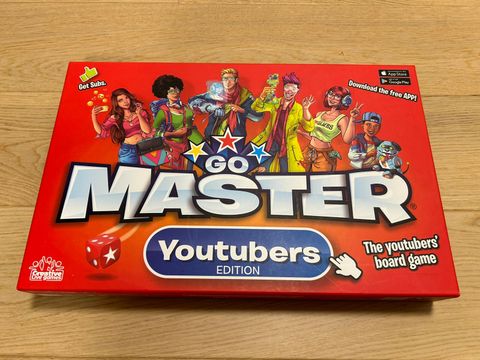 Get Subs.
App Store
Google Play
Download the free APP!
GO
MASTER
Youtubers
EDITION
The youtubers'
board game
Creative